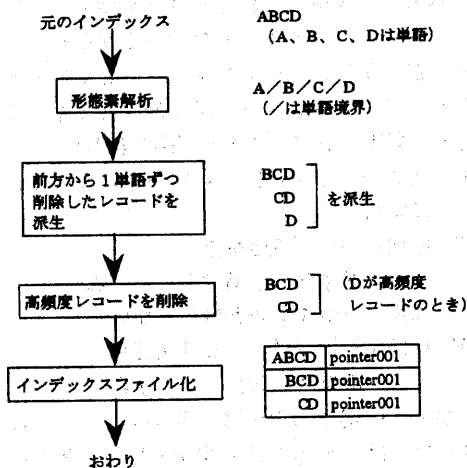 元のインデックス
ABCD
(A、B、C、Dは単語)
形態素解析
A/B/C/D
(/は単語境界)
前方から1単語ずつ
削除したレコードを
派生
BCD
CD
D
を派生
高頻度レコードを削除
BCD
CD
(Dが高頻度
レコードのとき)
インデックスファイル化
ABCD pointer001
BCD pointer001
CD pointer001
おわり